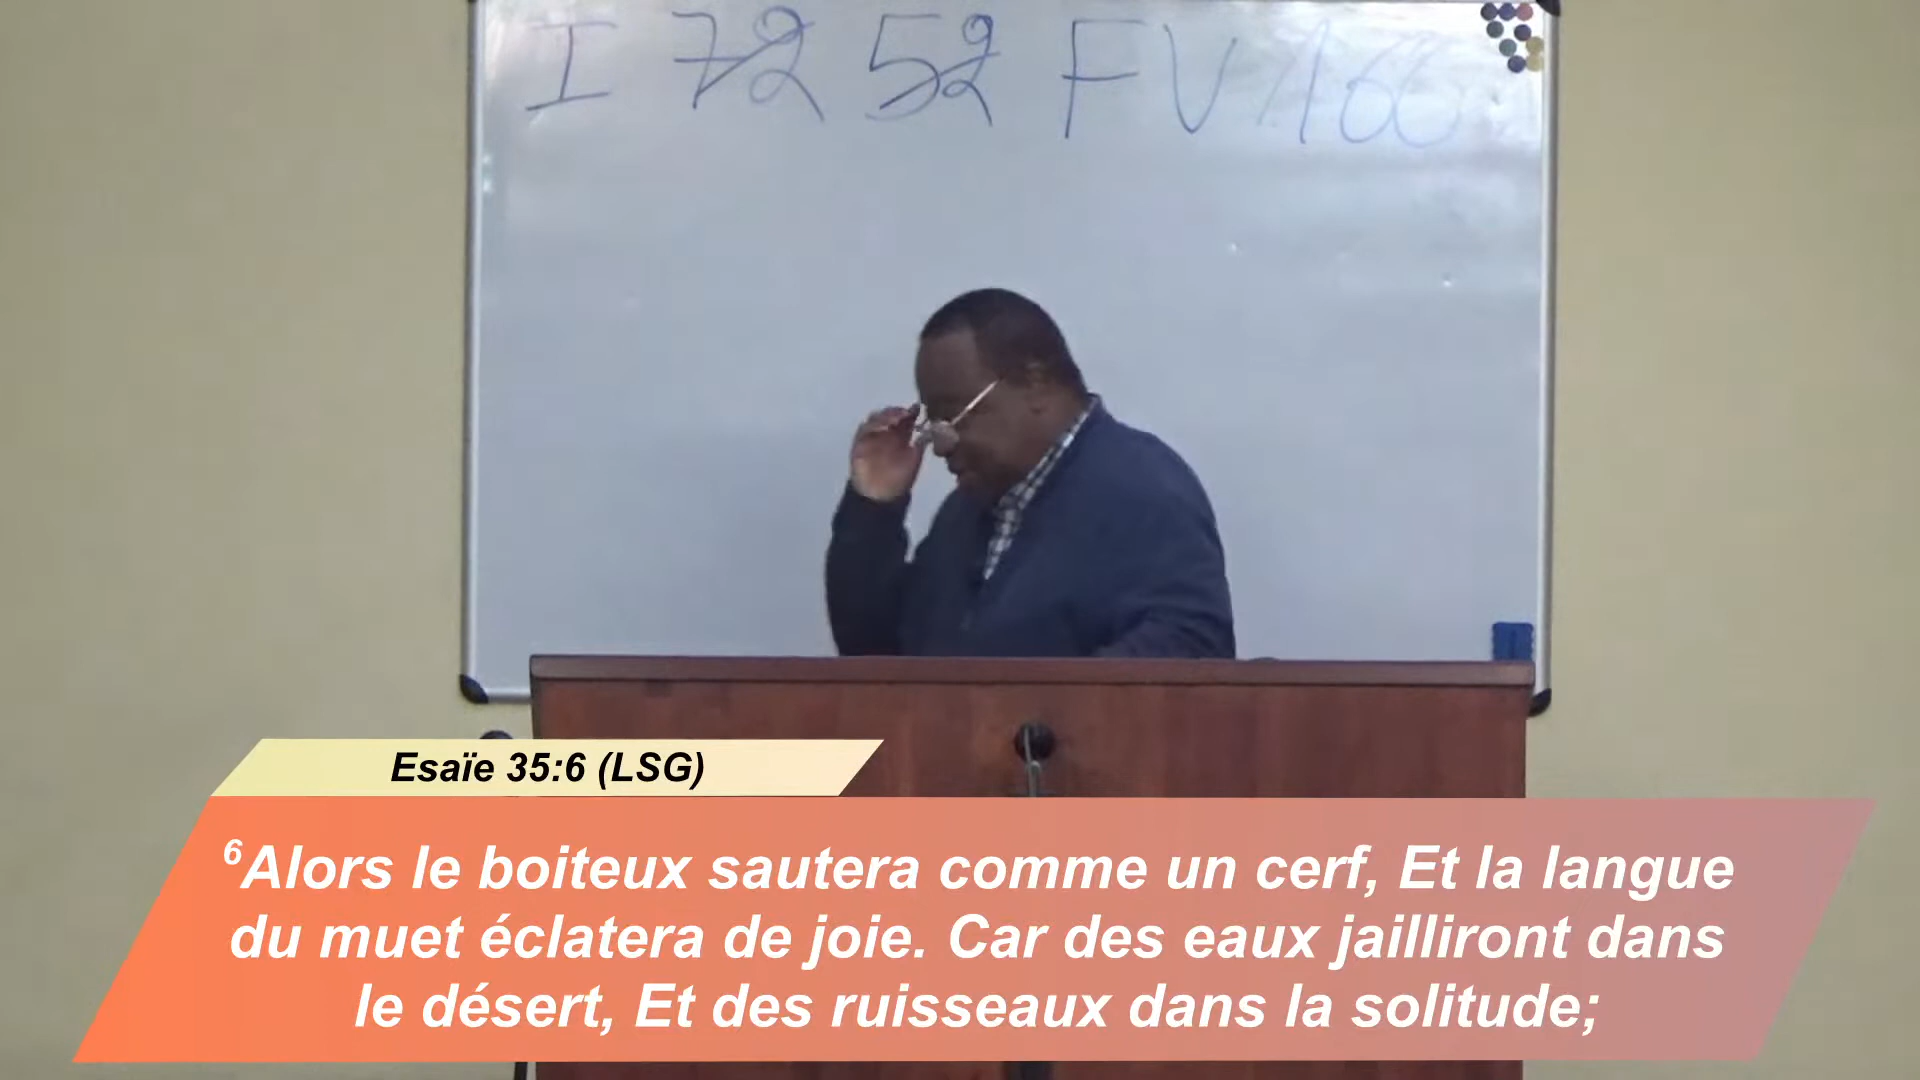 I 72 52 FV 166
Esaïe 35:6 (LSG)
⁶Alors le boiteux sautera comme un cerf, Et la langue
du muet éclatera de joie. Car des eaux jailliront dans
le désert, Et des ruisseaux dans la solitude;